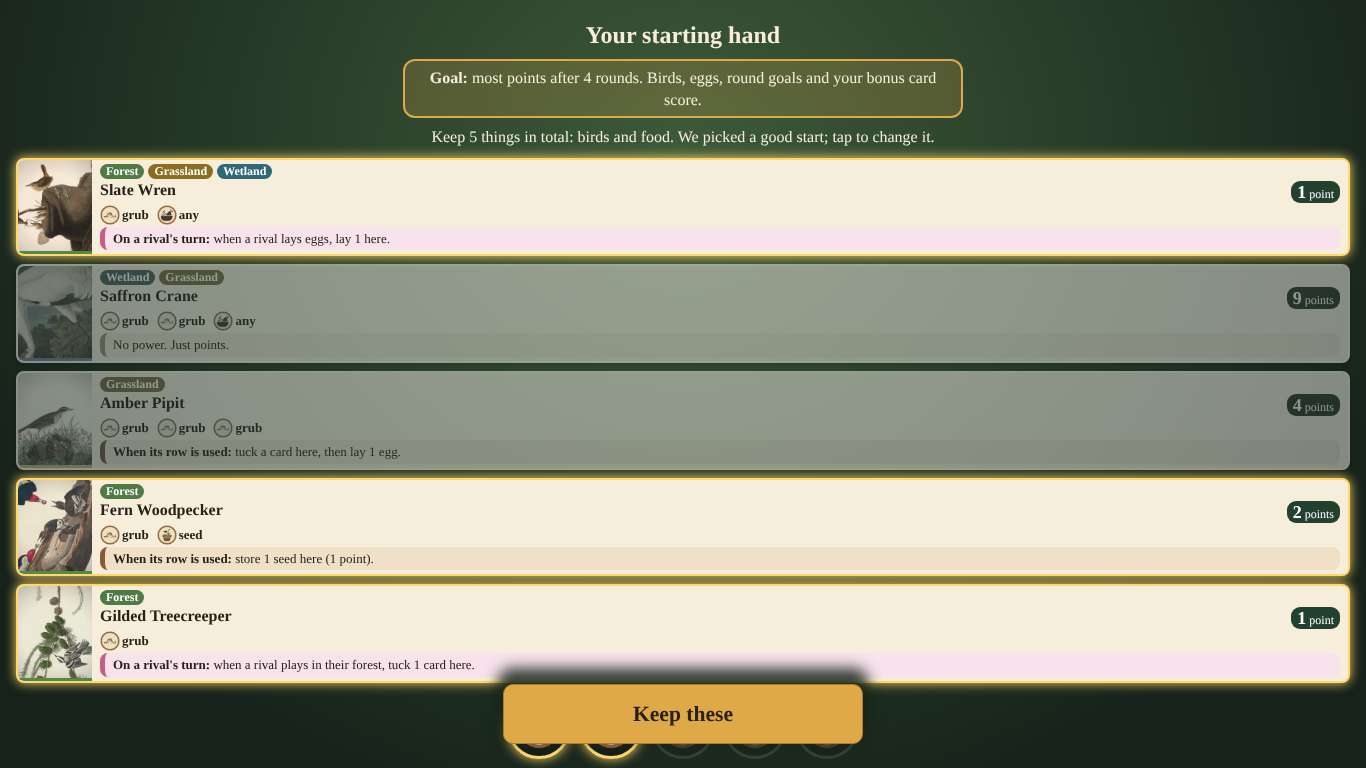 Your starting hand
Goal: most points after 4 rounds. Birds, eggs, round goals and your bonus card
score.
Keep 5 things in total: birds and food. We picked a good start; tap to change it.
Forest Grassland Wetland
Slate Wren
1 point
grub any
On a rival's turn: when a rival lays eggs, lay 1 here.
Wetland Grassland
Saffron Crane
9 points
grub grub any
No power. Just points.
Grassland
Amber Pipit
4 points
grub grub grub
When its row is used: tuck a card here, then lay 1 egg.
Forest
Fern Woodpecker
2 points
grub seed
When its row is used: store 1 seed here (1 point).
Forest
Gilded Treecreeper
1 point
grub
On a rival's turn: when a rival plays in their forest, tuck 1 card here.
Keep these